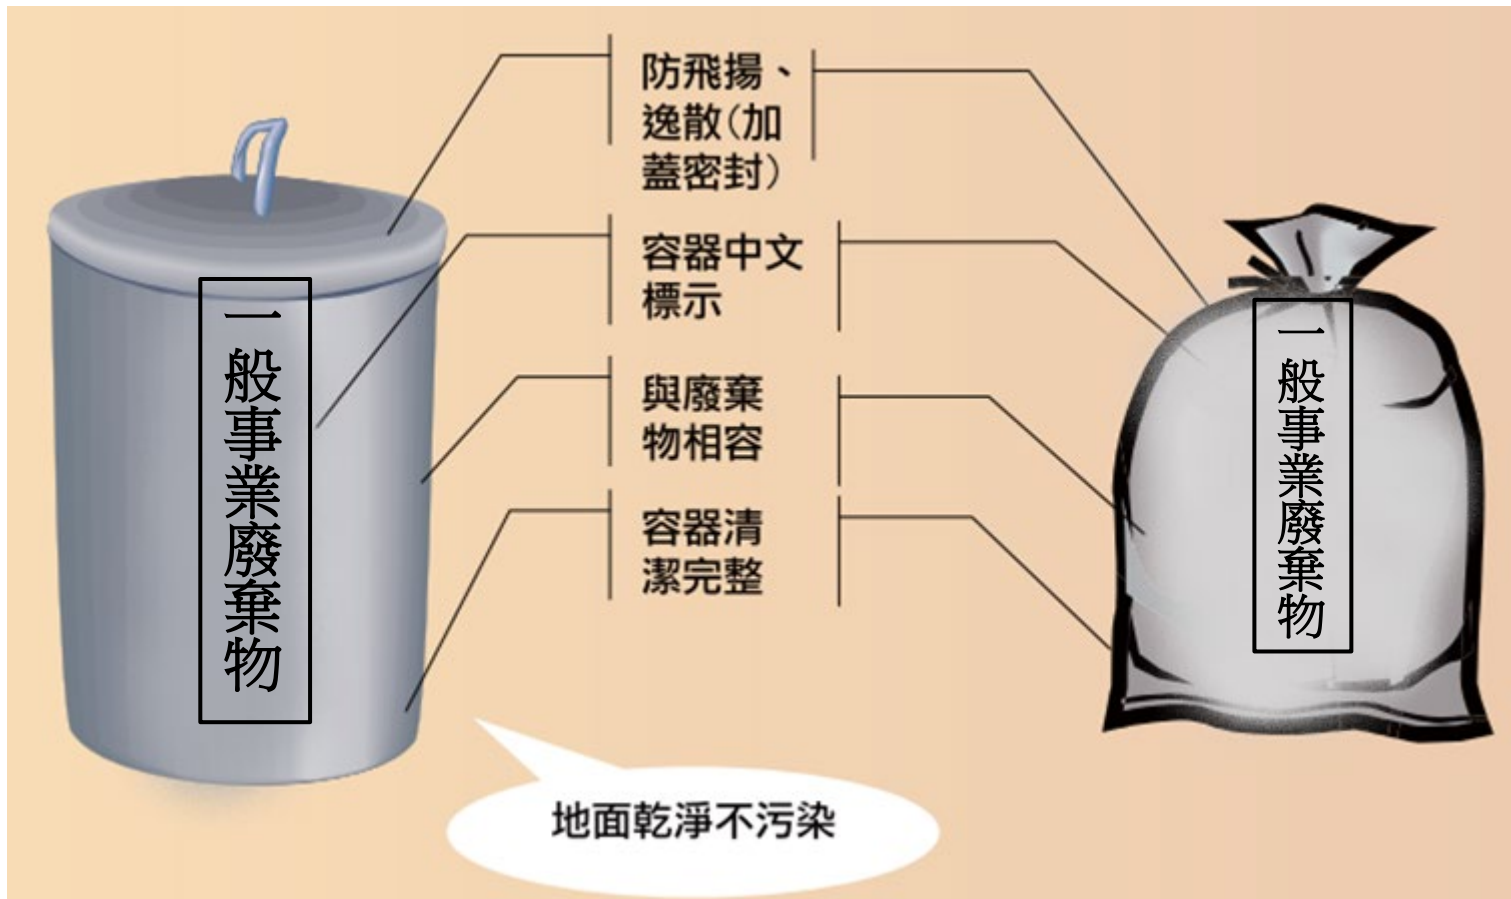 防飛揚、
逸散(加
蓋密封)
容器中文
標示
與廢棄
物相容
容器清
潔完整
一般事業廢棄物
一般事業廢棄物
地面乾淨不污染